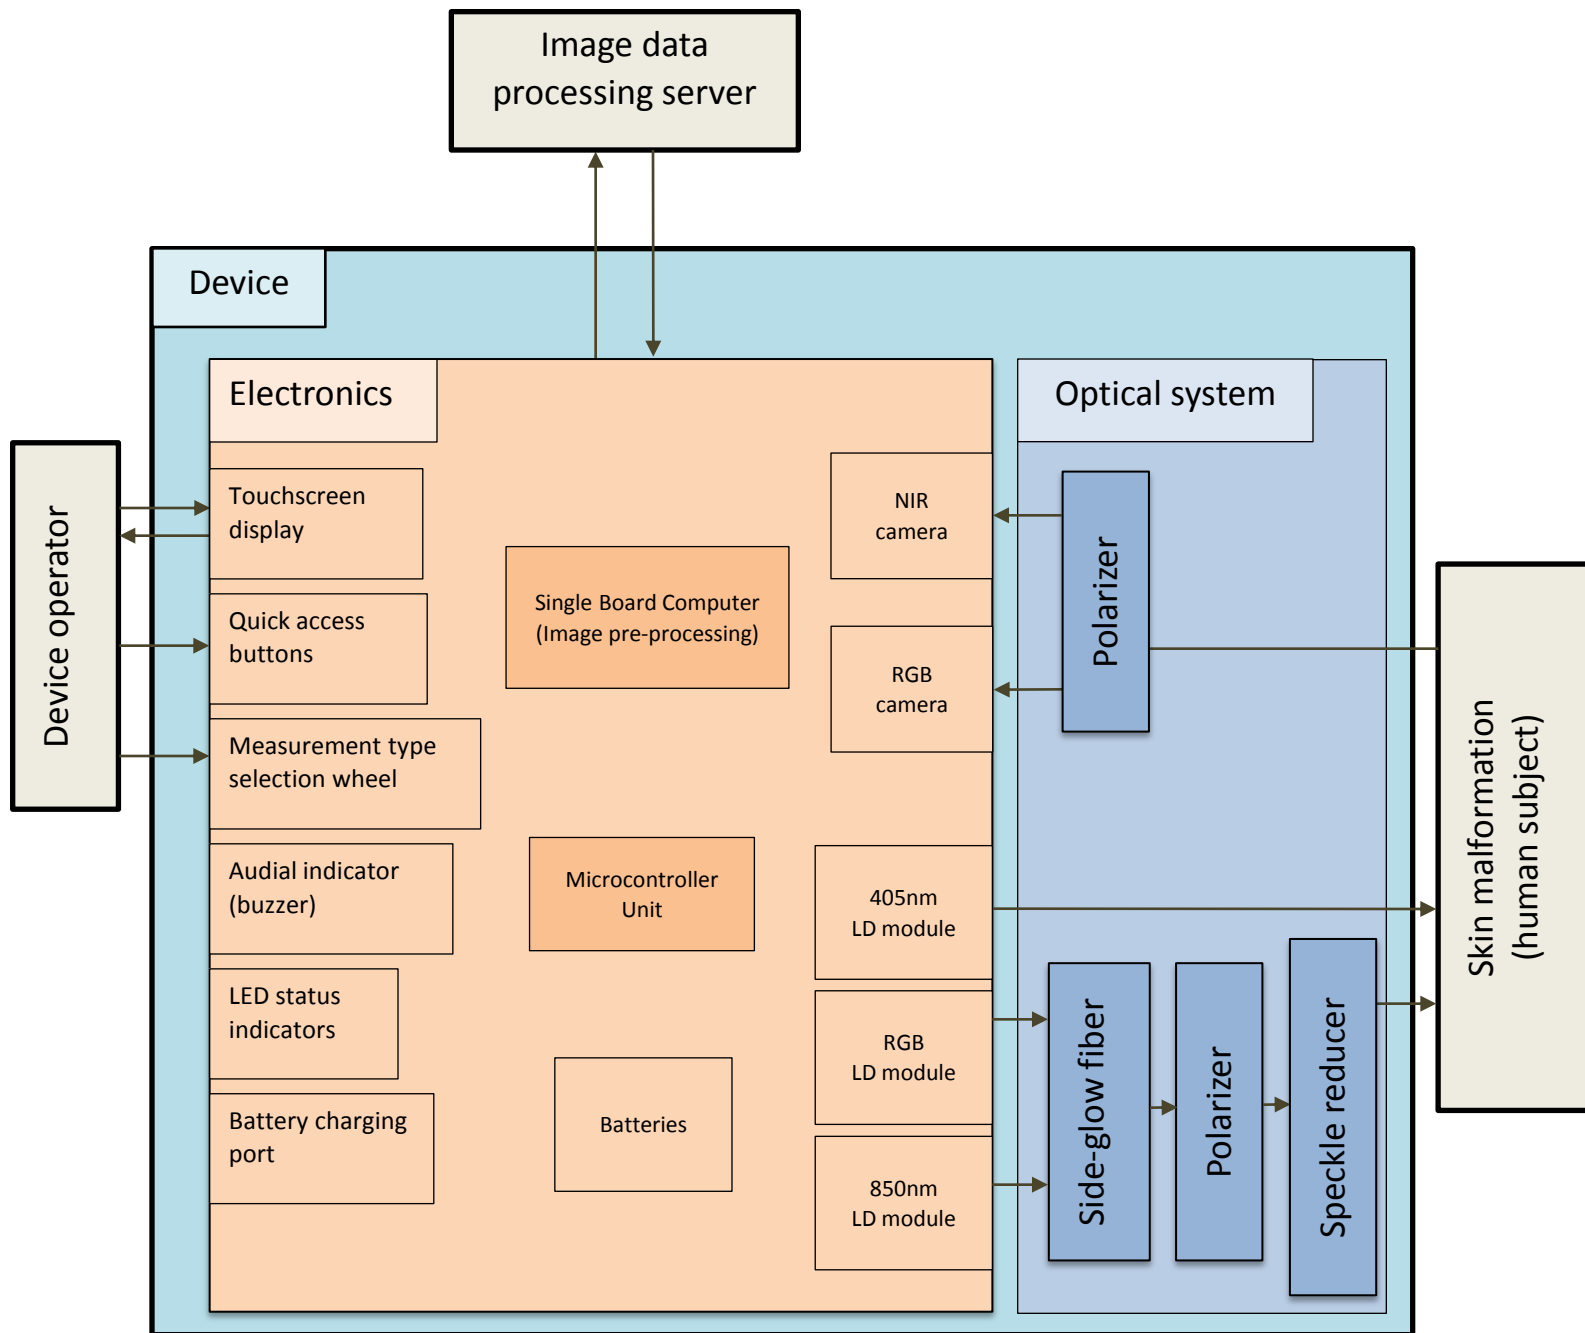 Image data
processing server
Device
Electronics
Optical system
Device operator
Touchscreen
display
Quick access
buttons
Measurement type
selection wheel
Audial indicator
(buzzer)
LED status
indicators
Battery charging
port
Single Board Computer
(Image pre-processing)
Microcontroller
Unit
Batteries
NIR
camera
RGB
camera
405nm
LD module
RGB
LD module
850nm
LD module
Polarizer
Side-glow fiber
Polarizer
Speckle reducer
Skin malformation
(human subject)